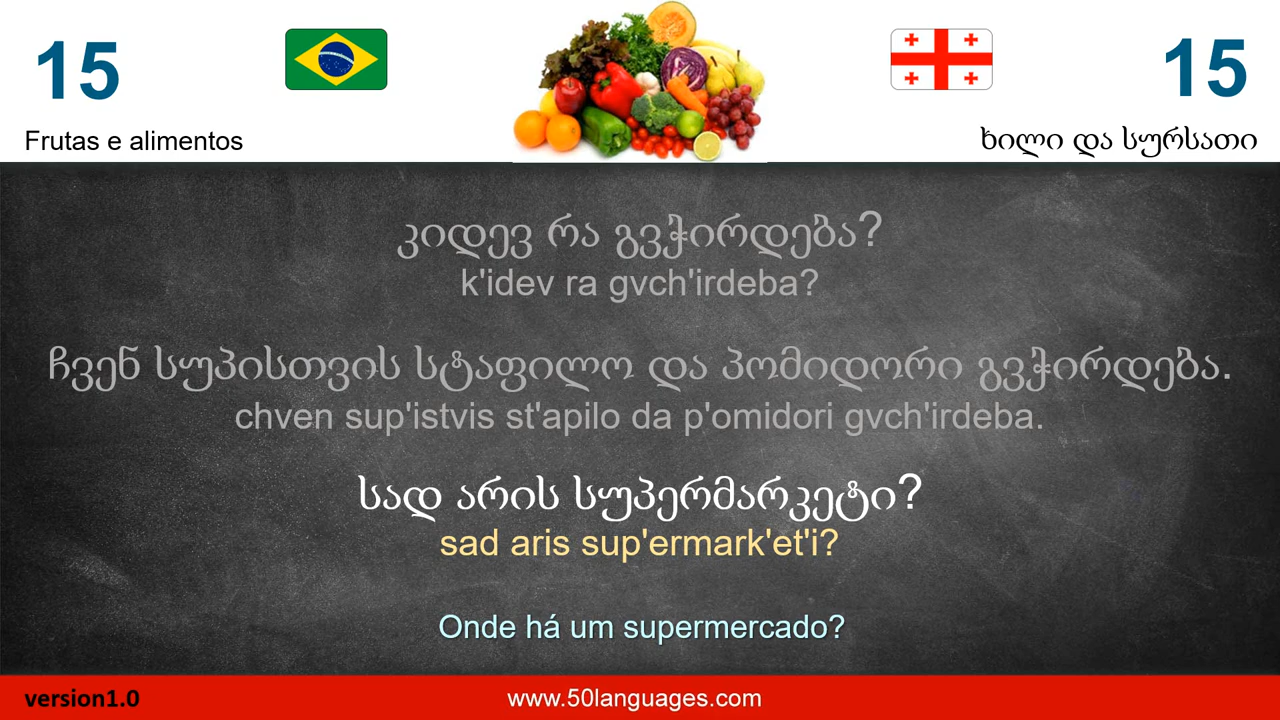 15
15
Frutas e alimentos
ხილი და სურსათი
კიდევ რა გვჭირდება?
k'idev ra gvch'irdeba?
ჩვენ სუპისთვის სტაფილო და პომიდორი გვჭირდება.
chven sup'istvis st'apilo da p'omidori gvch'irdeba.
სად არის სუპერმარკეტი?
sad aris sup'ermark'et'i?
Onde há um supermercado?
version1.0
www.50languages.com